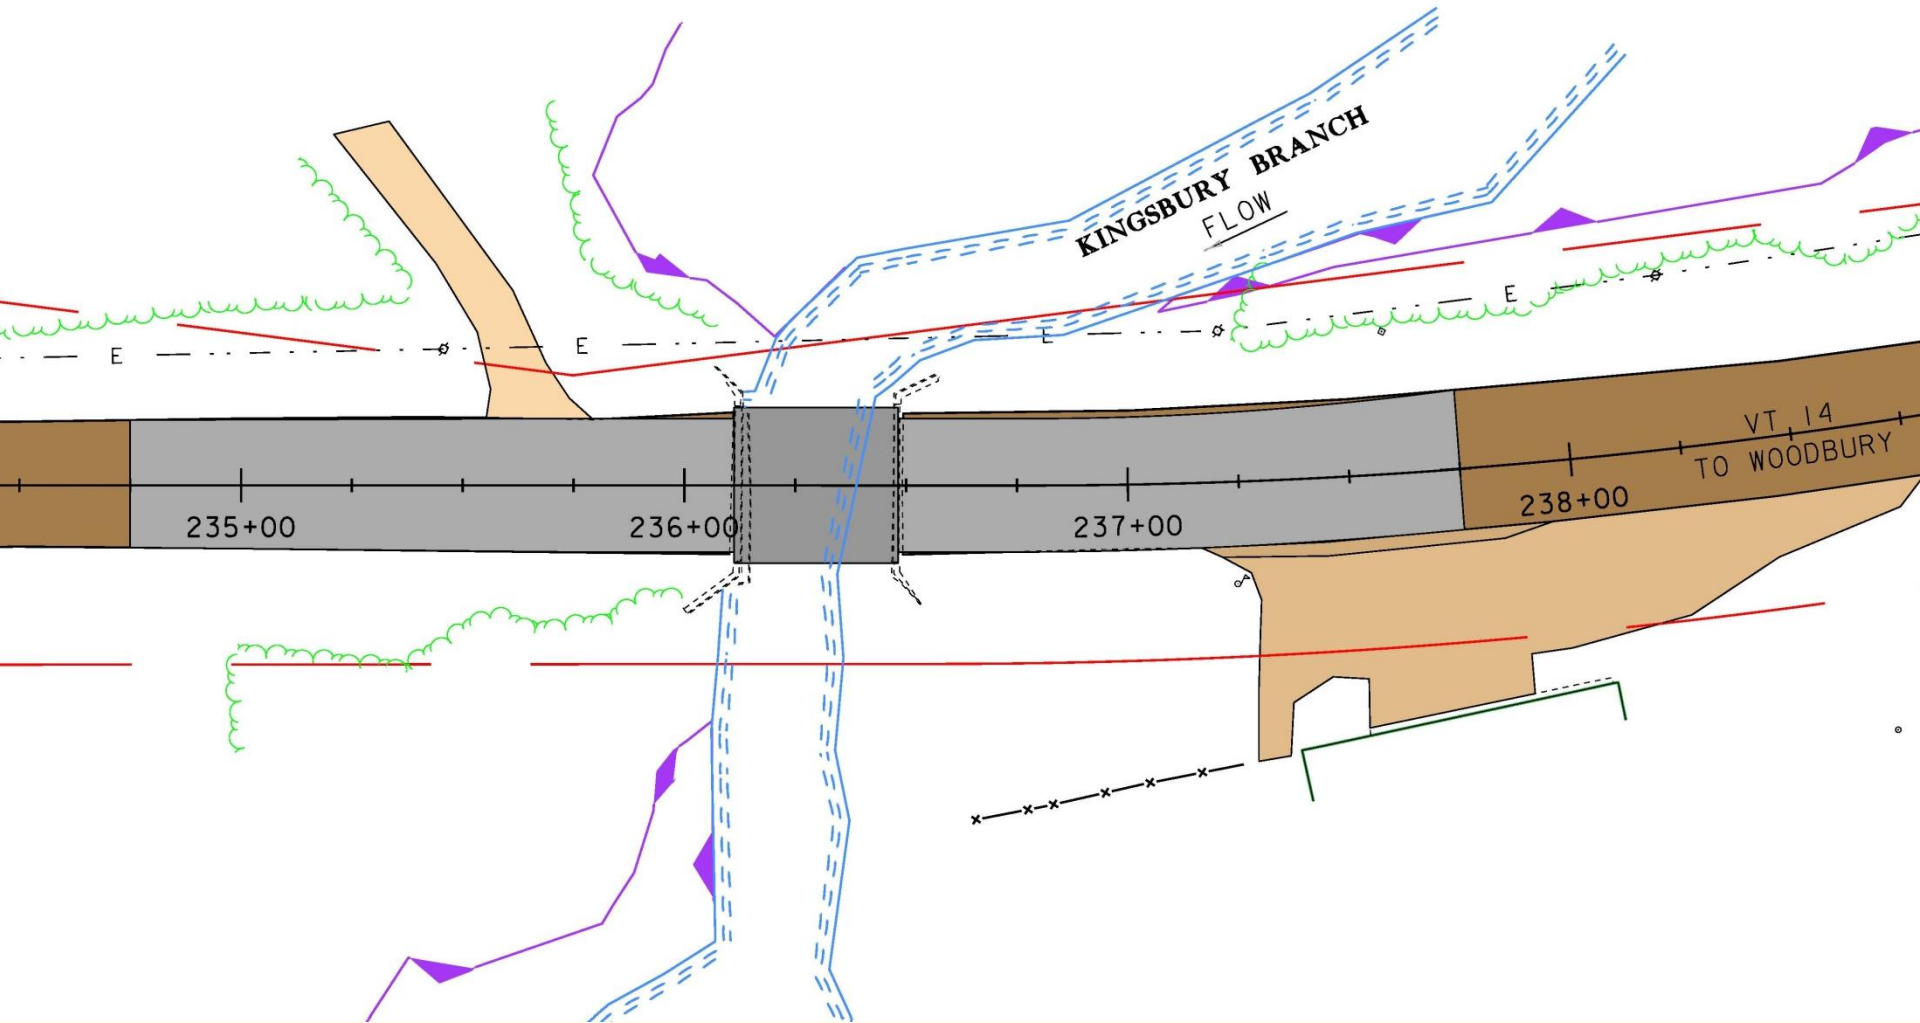 KINGSBURY BRANCH
FLOW
E
E
E
E
VT 14
TO WOODBURY
235+00
236+00
237+00
238+00